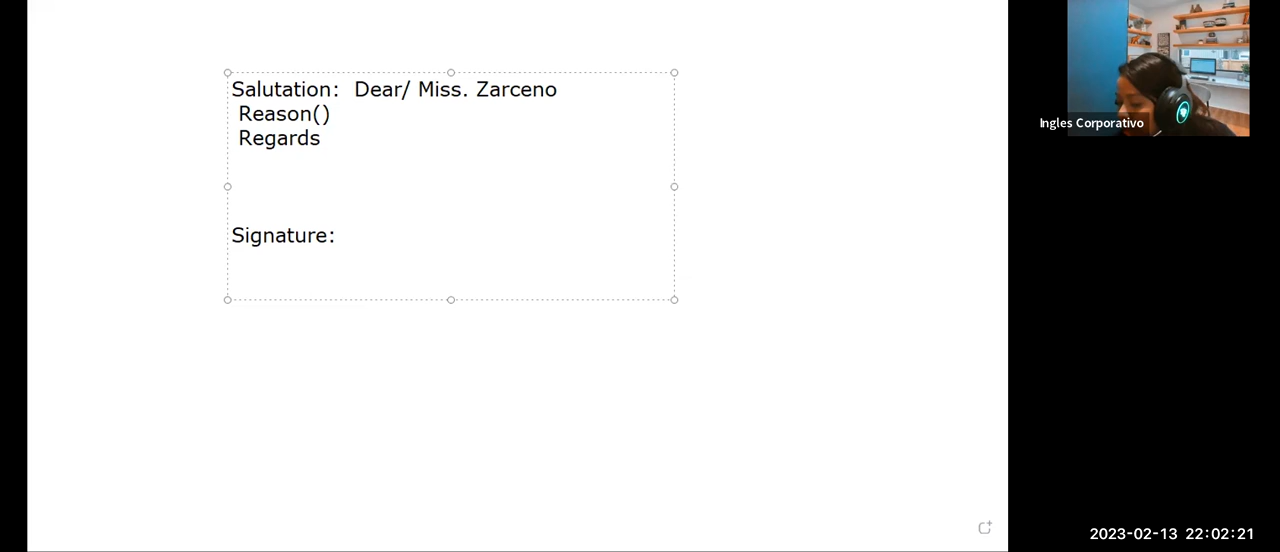 Salutation:  Dear/ Miss. Zarceno
Reason()
Regards
Signature:
Ingles Corporativo
2023-02-13 22:02:21